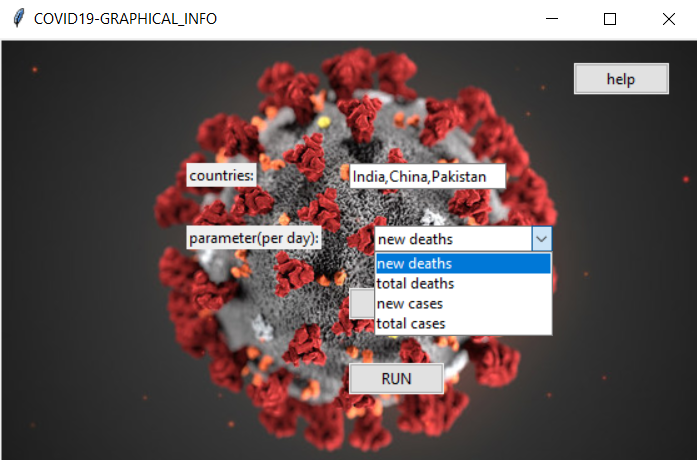 COVID19-GRAPHICAL_INFO
help
countries:
India,China,Pakistan
parameter(per day):
new deaths
new deaths
total deaths
new cases
total cases
RUN